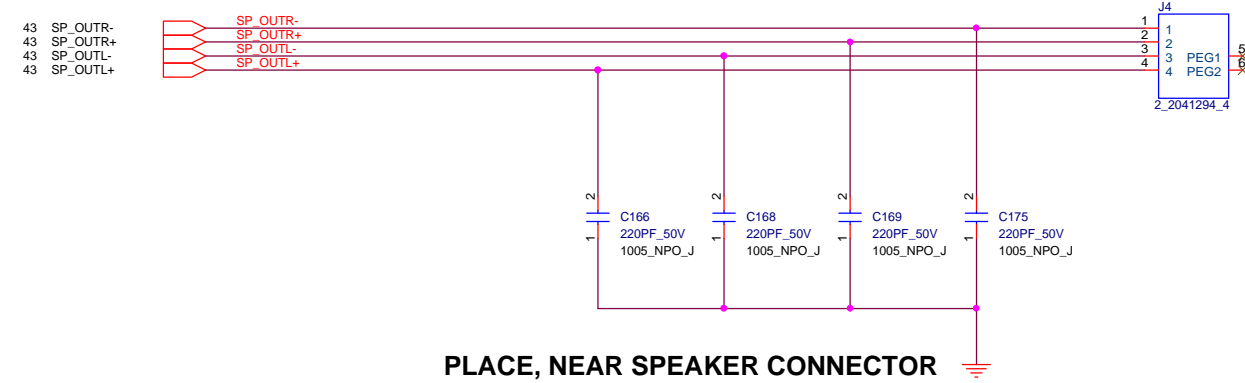 J4
43 SP_OUTR- SP_OUTR- 1 1
43 SP_OUTR+ SP_OUTR+ 2 2
43 SP_OUTL- SP_OUTL- 3 3 PEG1 5
43 SP_OUTL+ SP_OUTL+ 4 4 PEG2 6
2_2041294_4
2 2 2 2
C166 C168 C169 C175
1 220PF_50V 1 220PF_50V 1 220PF_50V 1 220PF_50V
1005_NPO_J 1005_NPO_J 1005_NPO_J 1005_NPO_J
PLACE, NEAR SPEAKER CONNECTOR